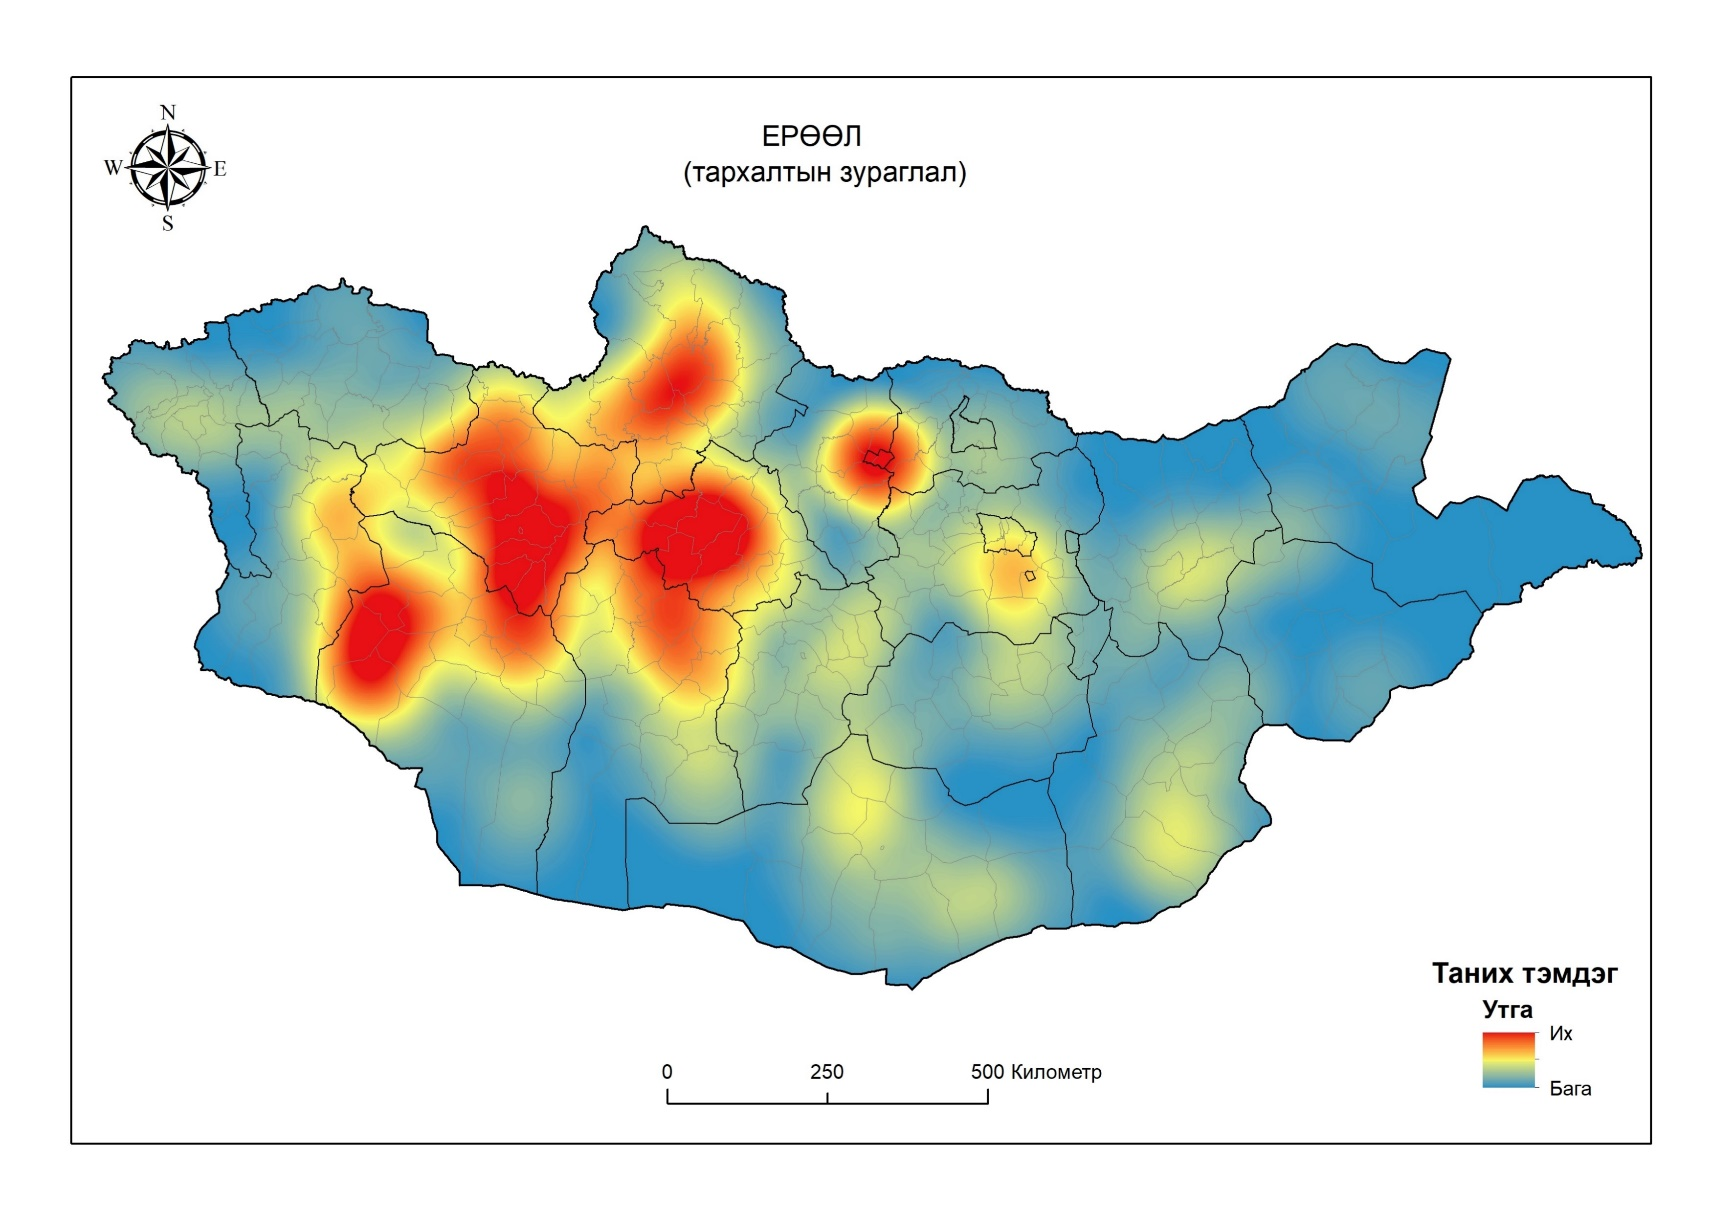 N
W
E
S
ЕРӨӨЛ
(тархалтын зураглал)
Таних тэмдэг
Утга
Их
Бага
0 250 500 Километр